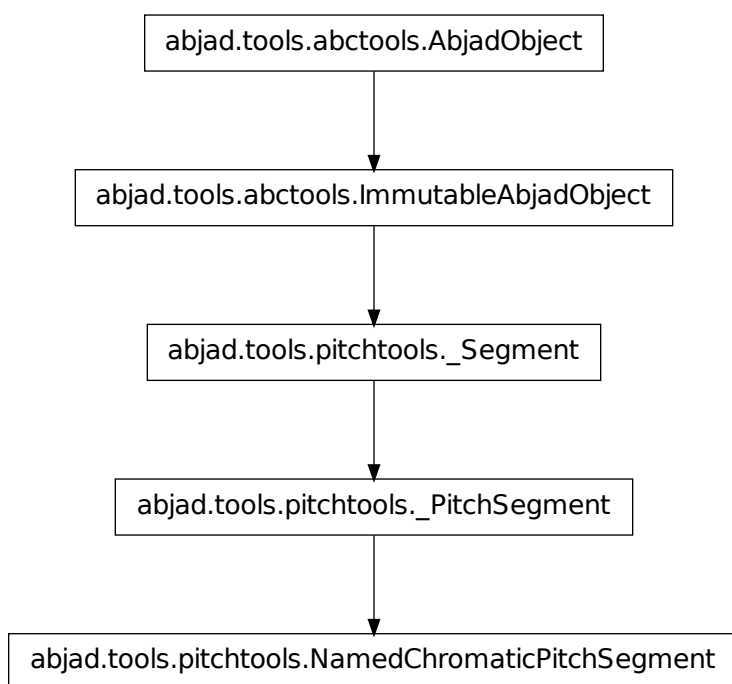 abjad.tools.abctools.AbjadObject
abjad.tools.abctools.ImmutableAbjadObject
abjad.tools.pitchtools._Segment
abjad.tools.pitchtools._PitchSegment
abjad.tools.pitchtools.NamedChromaticPitchSegment